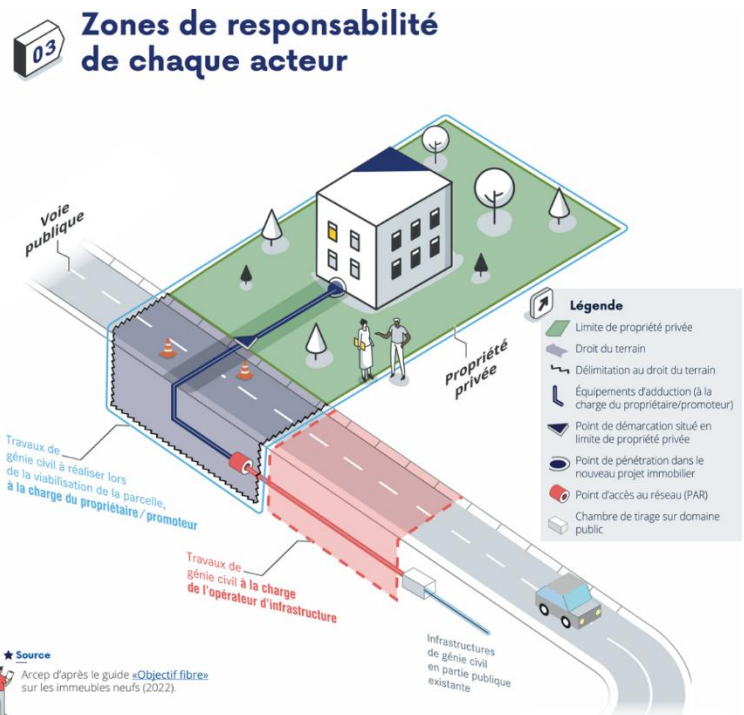 03
Zones de responsabilité
de chaque acteur
Voie
publique
Propriété
privée
Légende
Limite de propriété privée
Droit du terrain
Délimitation au droit du terrain
Équipements d'adduction (à la
charge du propriétaire/promoteur)
Point de démarcation situé en
limite de propriété privée
Point de pénétration dans le
nouveau projet immobilier
Point d'accès au réseau (PAR)
Chambre de tirage sur domaine
public
Travaux de
génie civil à réaliser lors
de la viabilisation de la parcelle,
à la charge du propriétaire/promoteur
Travaux de
génie civil à la charge
de l'opérateur d'infrastructure
Infrastructures
de génie civil
en partie publique
existante
Source
Arcep d'après le guide «Objectif fibre»
sur les immeubles neufs (2022).